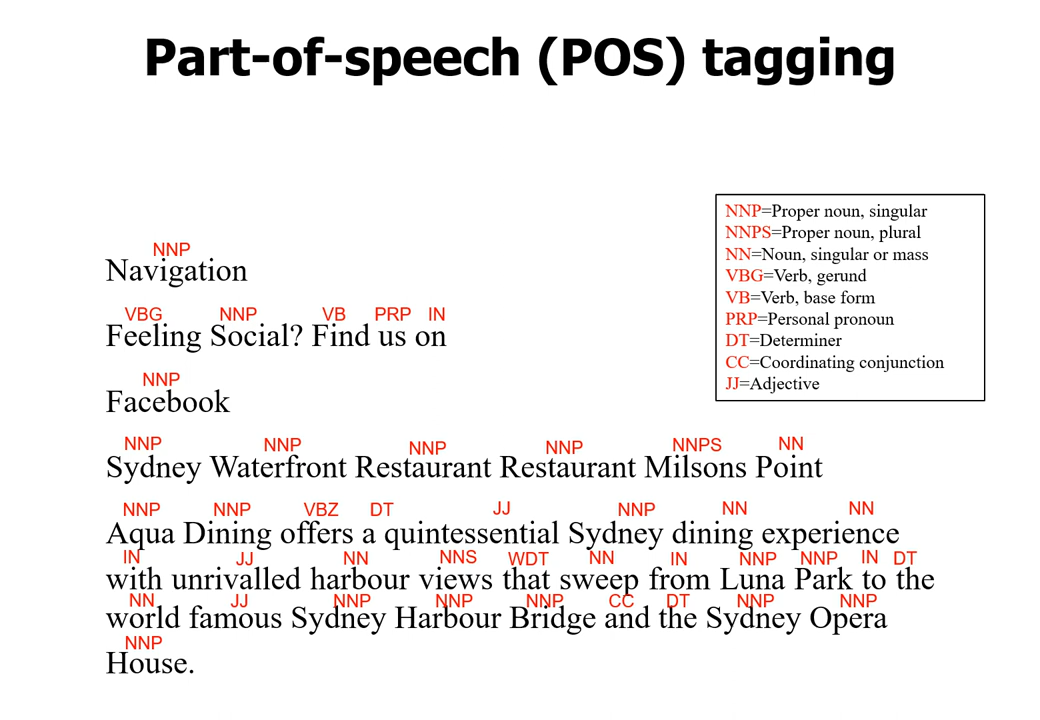 Part-of-speech (POS) tagging
NNP=Proper noun, singular
NNPS=Proper noun, plural
NN=Noun, singular or mass
VBG=Verb, gerund
VB=Verb, base form
PRP=Personal pronoun
DT=Determiner
CC=Coordinating conjunction
JJ=Adjective
NNP
Navigation
VBG NNP VB PRP IN
Feeling Social? Find us on
NNP
Facebook
NNP NNP NNP NNP NNPS NN
Sydney Waterfront Restaurant Restaurant Milsons Point
NNP NNP VBZ DT JJ NNP NN NN
Aqua Dining offers a quintessential Sydney dining experience
IN JJ NN NNS WDT NN IN NNP NNP IN DT
with unrivalled harbour views that sweep from Luna Park to the
NN JJ NNP NNP NNP CC DT NNP NNP
world famous Sydney Harbour Bridge and the Sydney Opera
NNP
House.